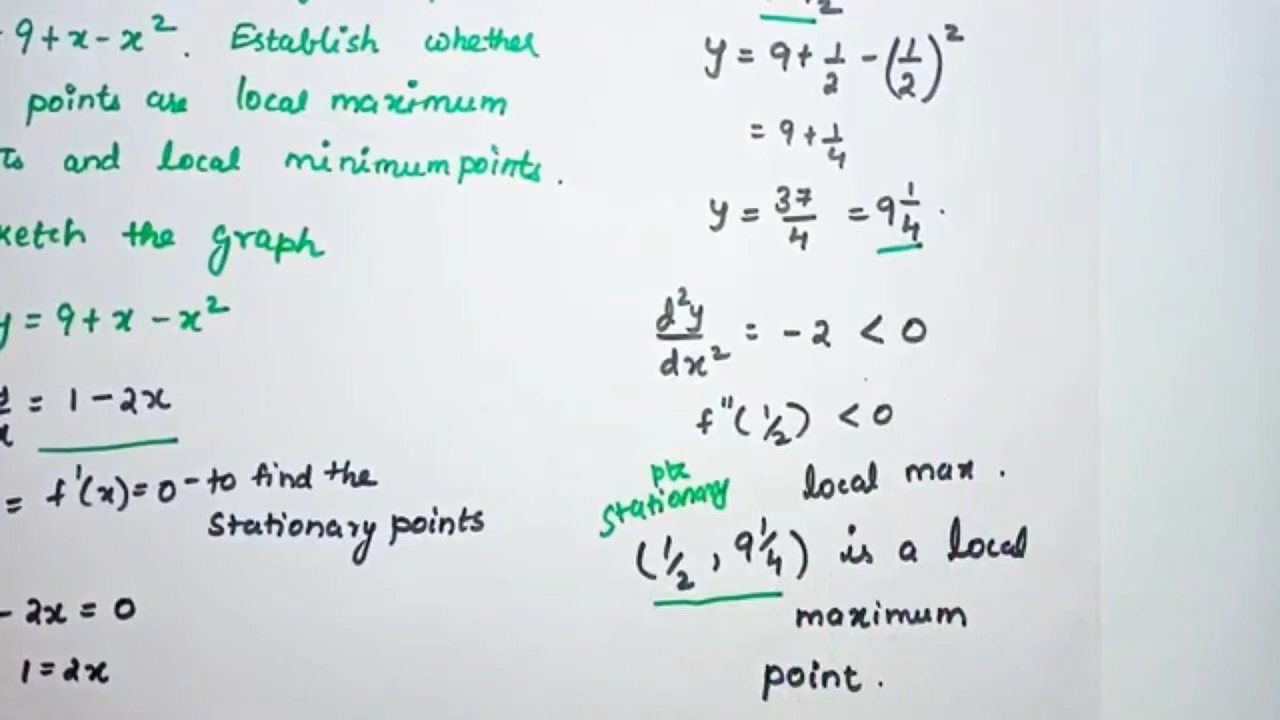 9 + x - x². Establish whether
points are local maximum
and local minimum points.
the graph
y = 9 + x - x²
= 1 - 2x
= f'(x) = 0 - to find the
stationary points
- 2x = 0
1 = 2x
y = 9 + 1/2 - (1/2)²
= 9 + 1/4
y = 37/4 = 9 1/4.
d²y/dx² = -2 < 0
f"(1/2) < 0
local max.
stationary
(1/2, 9 1/4) is a local
maximum
point.